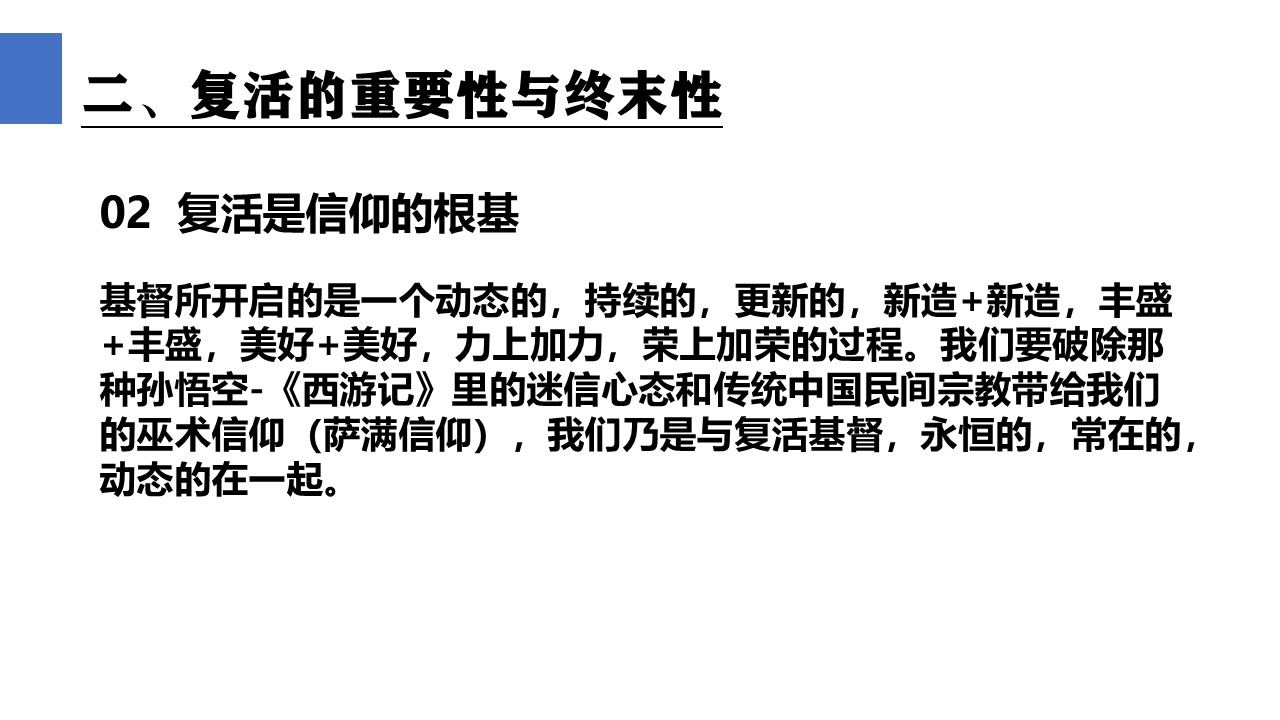 二、复活的重要性与终末性
02 复活是信仰的根基
基督所开启的是一个动态的，持续的，更新的，新造+新造，丰盛
+丰盛，美好+美好，力上加力，荣上加荣的过程。我们要破除那
种孙悟空-《西游记》里的迷信心态和传统中国民间宗教带给我们
的巫术信仰（萨满信仰），我们乃是与复活基督，永恒的，常在的，
动态的在一起。